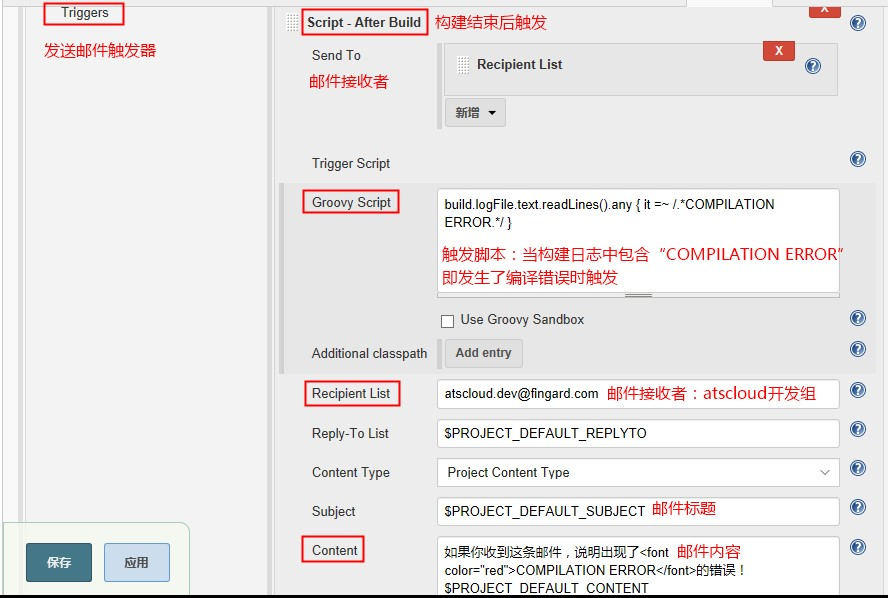 Triggers
发送邮件触发器
X
Script - After Build 构建结束后触发
Send To
邮件接收者
Recipient List
X
新增
Trigger Script
Groovy Script
build.logFile.text.readLines().any { it =~ /.*COMPILATION
ERROR.*/ }
触发脚本：当构建日志中包含“COMPILATION ERROR“
即发生了编译错误时触发
Use Groovy Sandbox
Additional classpath
Add entry
Recipient List
atscloud.dev@fingard.com 邮件接收者：atscloud开发组
Reply-To List
$PROJECT_DEFAULT_REPLYTO
Content Type
Project Content Type
Subject
$PROJECT_DEFAULT_SUBJECT 邮件标题
Content
如果你收到这条邮件，说明出现了<font 邮件内容
color="red">COMPILATION ERROR</font>的错误！
$PROJECT_DEFAULT_CONTENT
保存
应用